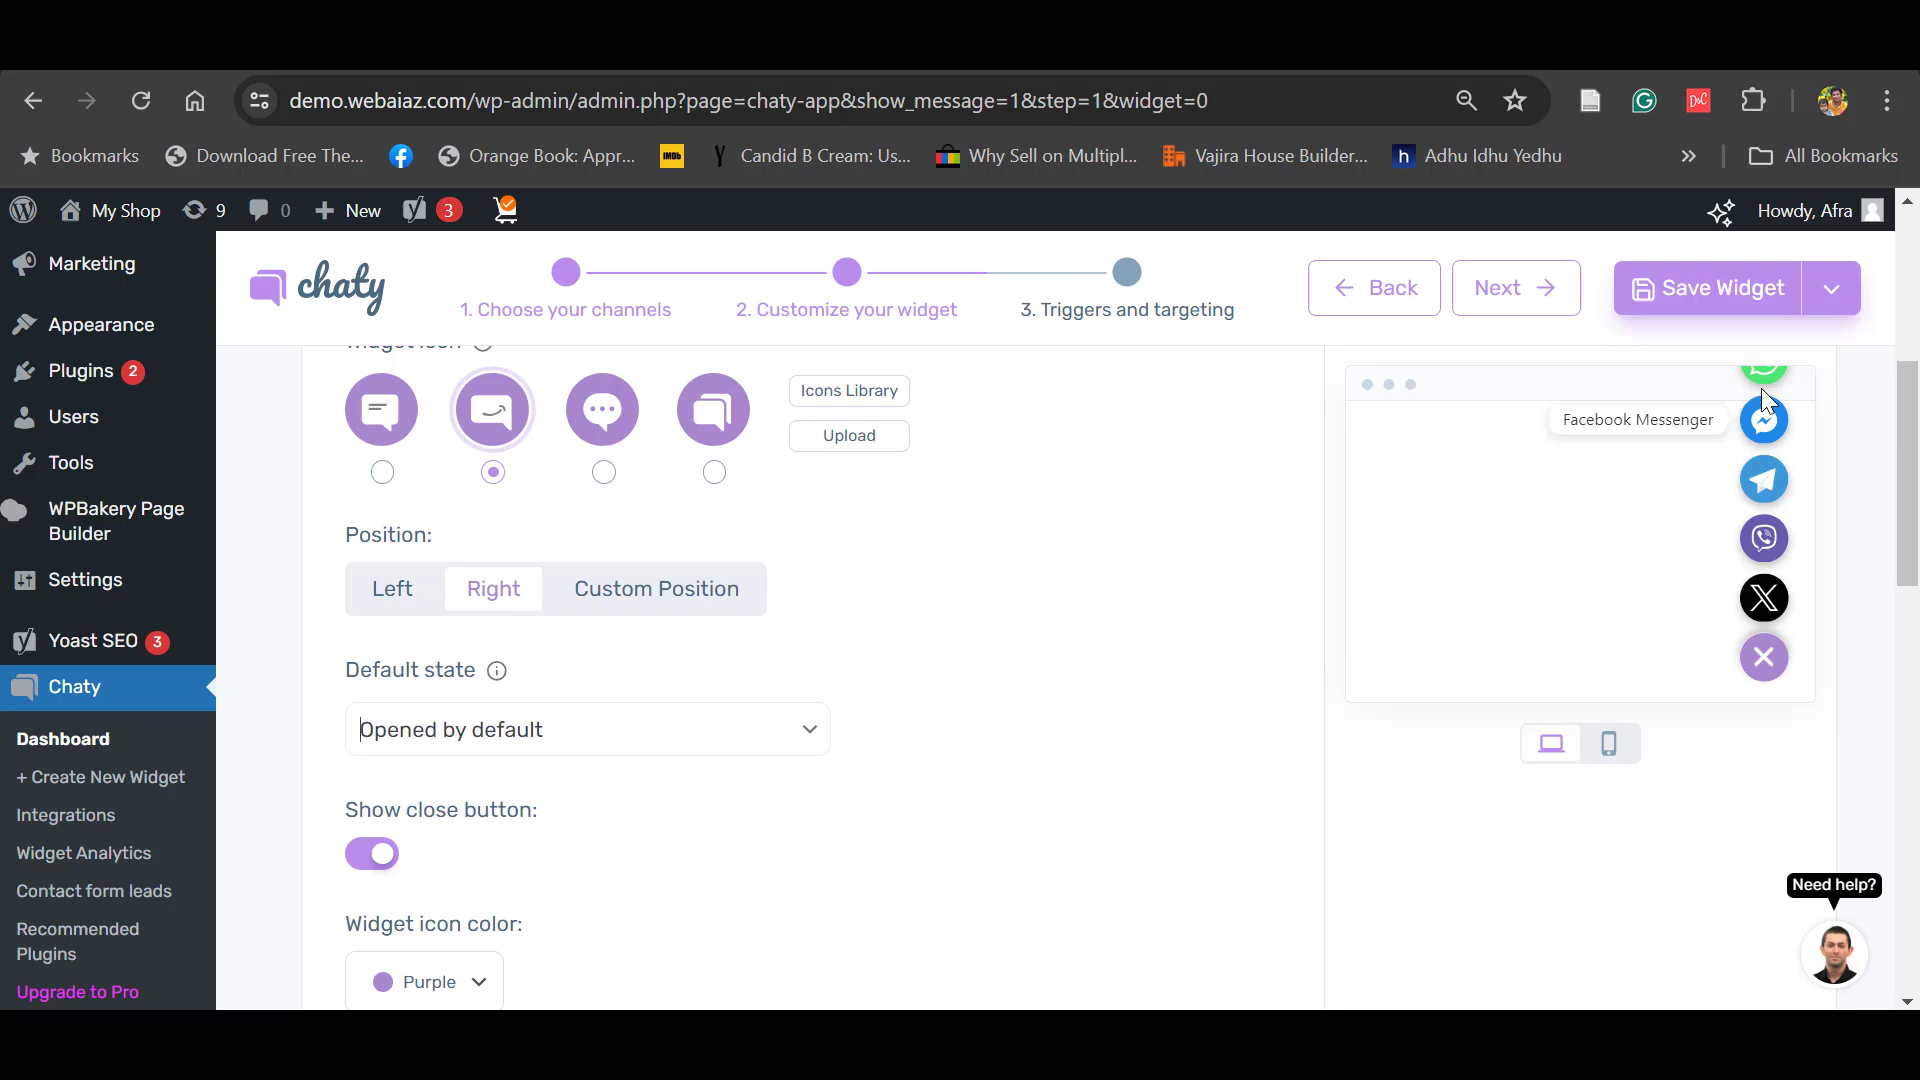 demo.webaiaz.com/wp-admin/admin.php?page=chaty-app&show_message=1&step=1&widget=0
Bookmarks
Download Free The...
Orange Book: Appr...
IMDb
Candid B Cream: Us...
Why Sell on Multipl...
Vajira House Builder...
h
Adhu Idhu Yedhu
»
All Bookmarks
My Shop
9
0
New
3
Howdy, Afra
Marketing
Appearance
Plugins 2
Users
Tools
WPBakery Page
Builder
Settings
Yoast SEO 3
Chaty
Dashboard
+ Create New Widget
Integrations
Widget Analytics
Contact form leads
Recommended
Plugins
Upgrade to Pro
chaty
1. Choose your channels
2. Customize your widget
3. Triggers and targeting
Back
Next
Save Widget
Icons Library
Upload
Position:
Left
Right
Custom Position
Default state
Opened by default
Show close button:
Widget icon color:
Purple
Facebook Messenger
Need help?